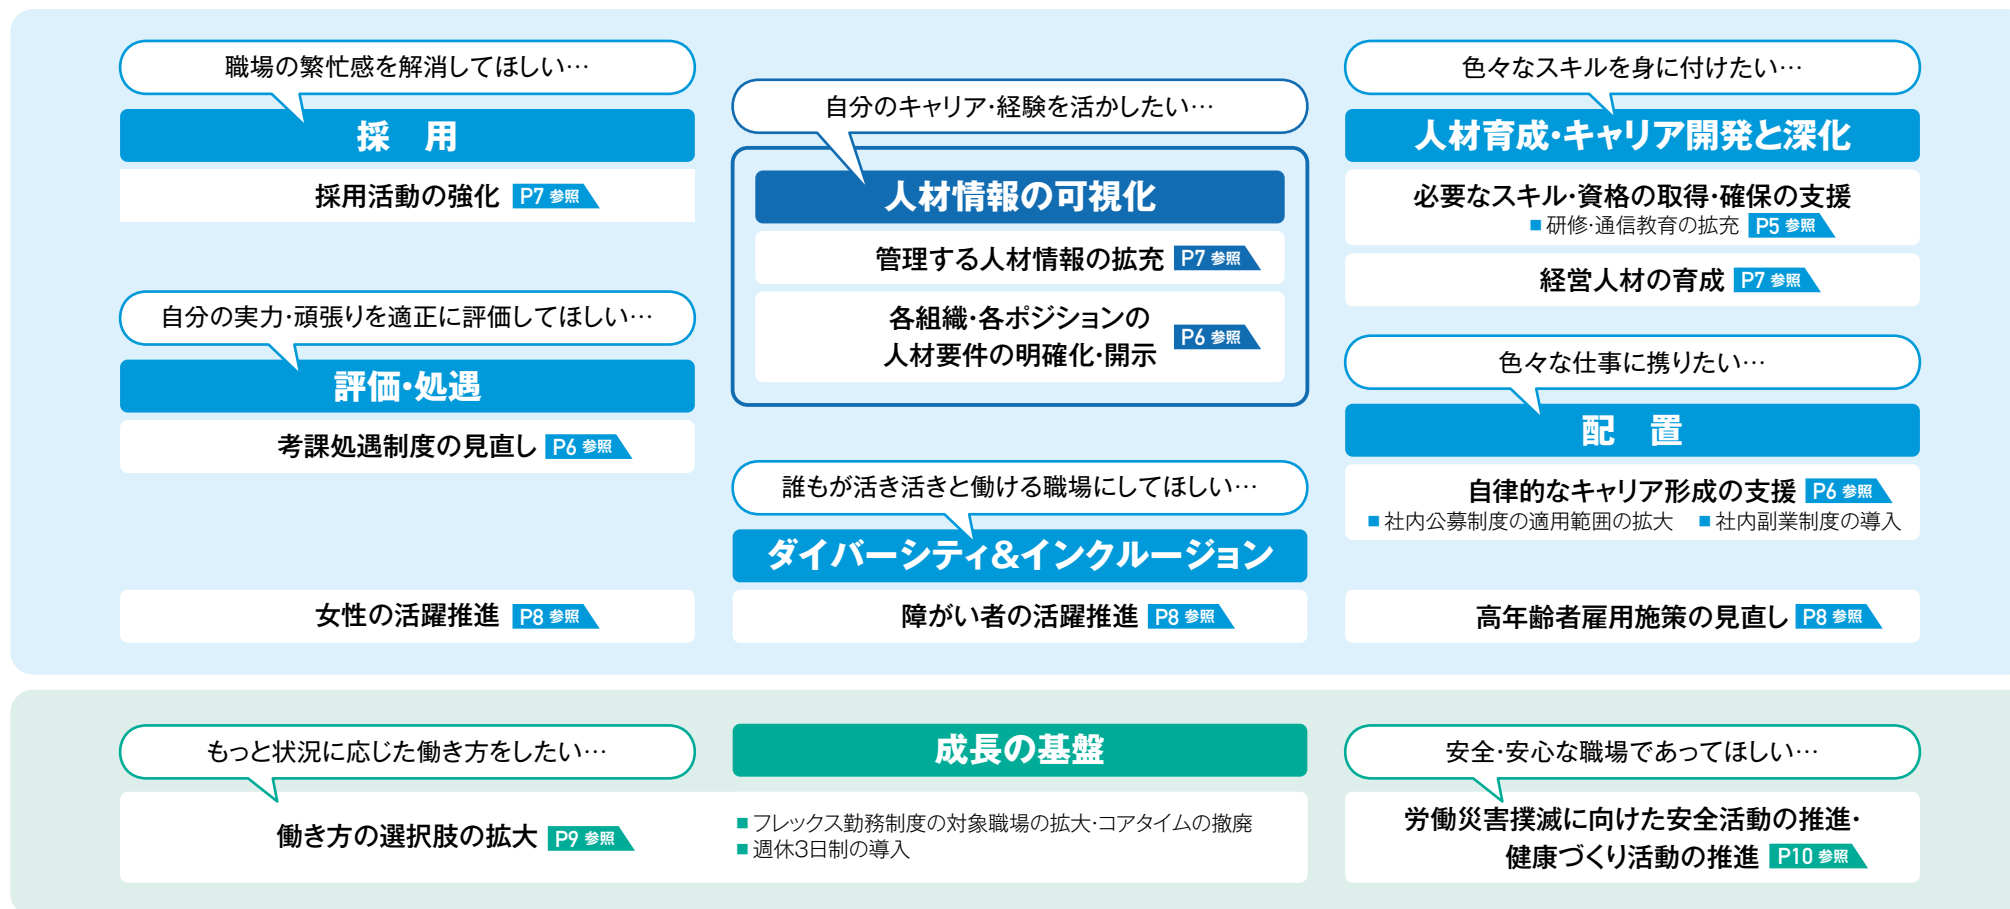 職場の繁忙感を解消してほしい…
採　用
採用活動の強化 P7 参照
自分の実力・頑張りを適正に評価してほしい…
評価・処遇
考課処遇制度の見直し P6 参照
自分のキャリア・経験を活かしたい…
人材情報の可視化
管理する人材情報の拡充 P7 参照
各組織・各ポジションの
人材要件の明確化・開示 P6 参照
色々なスキルを身に付けたい…
人材育成・キャリア開発と深化
必要なスキル・資格の取得・確保の支援
■ 研修・通信教育の拡充 P5 参照
経営人材の育成 P7 参照
色々な仕事に携りたい…
配　置
自律的なキャリア形成の支援 P6 参照
■ 社内公募制度の適用範囲の拡大　■ 社内副業制度の導入
誰もが活き活きと働ける職場にしてほしい…
ダイバーシティ&インクルージョン
女性の活躍推進 P8 参照
障がい者の活躍推進 P8 参照
高年齢者雇用施策の見直し P8 参照
成長の基盤
もっと状況に応じた働き方をしたい…
働き方の選択肢の拡大 P9 参照
■ フレックス勤務制度の対象職場の拡大・コアタイムの撤廃
■ 週休3日制の導入
安全・安心な職場であってほしい…
労働災害撲滅に向けた安全活動の推進・
健康づくり活動の推進 P10 参照